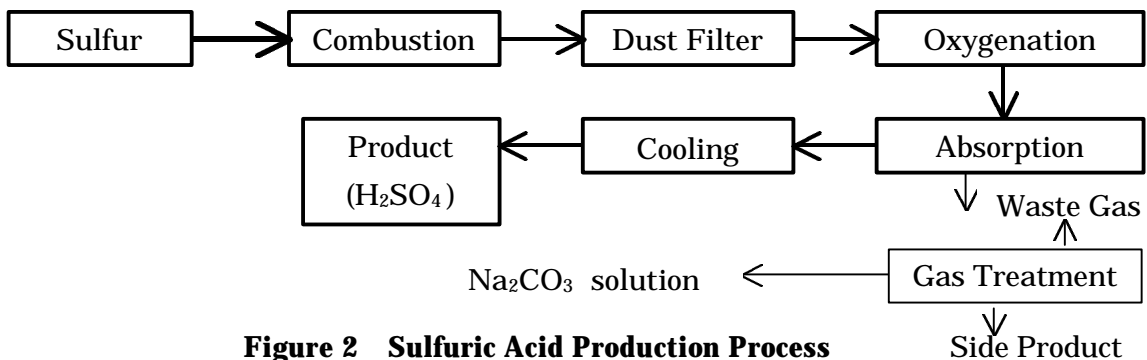 Sulfur
Combustion
Dust Filter
Oxygenation
Product
(H₂SO₄)
Cooling
Absorption
Waste Gas
Na₂CO₃ solution
Gas Treatment
Figure 2 Sulfuric Acid Production Process
Side Product